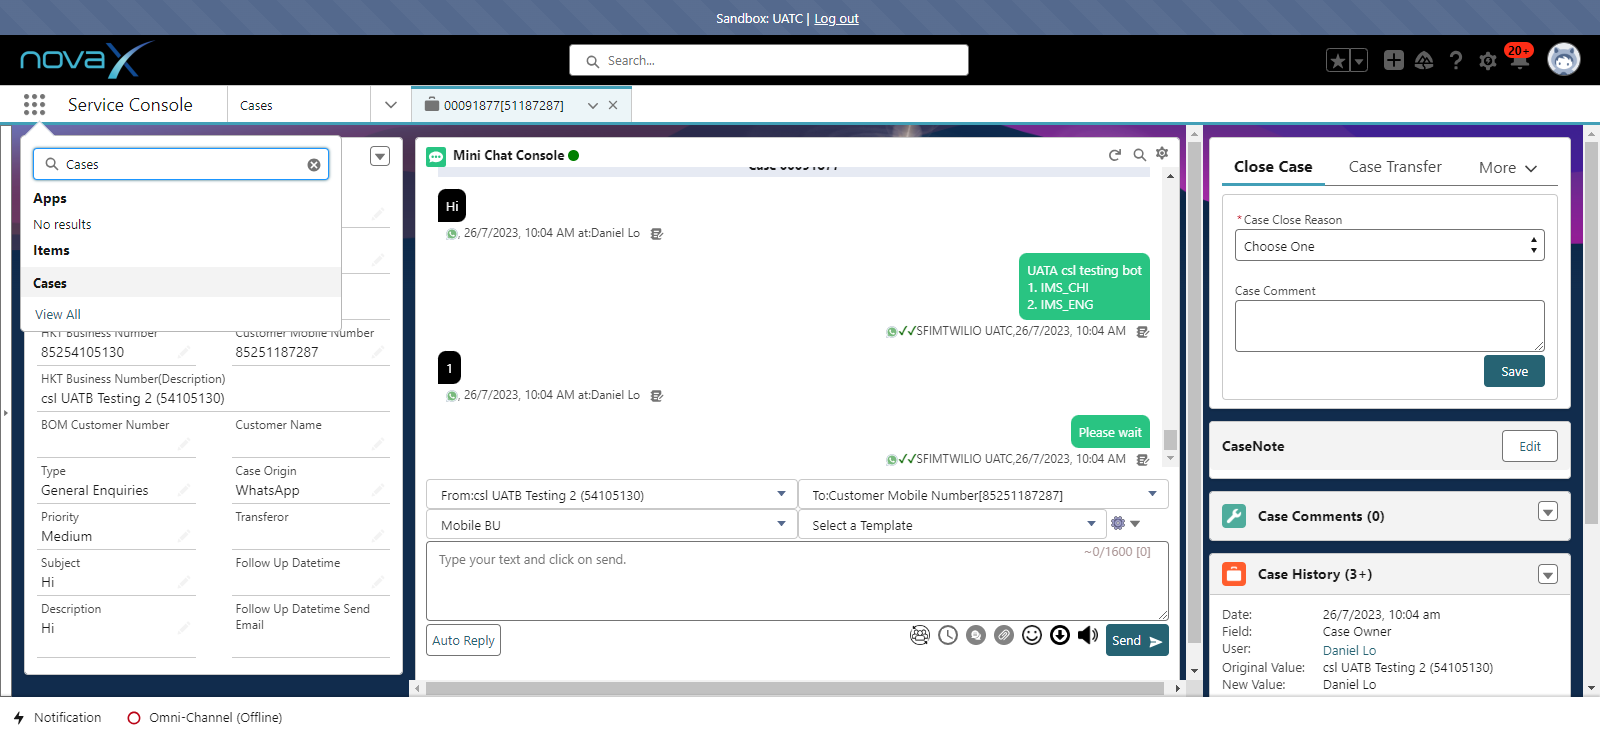 Sandbox: UATC | Log out
novaX
Search...
20+
Service Console
Cases
00091877[51187287]
Cases
Apps
No results
Items
Cases
View All
HKT Business Number
85254105130
Customer Mobile Number
85251187287
HKT Business Number(Description)
csl UATB Testing 2 (54105130)
BOM Customer Number
Customer Name
Type
General Enquiries
Case Origin
WhatsApp
Priority
Medium
Transferor
Subject
Hi
Follow Up Datetime
Description
Hi
Follow Up Datetime Send
Email
Mini Chat Console
Case 00091877
Hi
, 26/7/2023, 10:04 AM at:Daniel Lo
UATA csl testing bot
1. IMS_CHI
2. IMS_ENG
SFIMTWILIO UATC,26/7/2023, 10:04 AM
1
, 26/7/2023, 10:04 AM at:Daniel Lo
Please wait
SFIMTWILIO UATC,26/7/2023, 10:04 AM
From:csl UATB Testing 2 (54105130)
To:Customer Mobile Number[85251187287]
Mobile BU
Select a Template
Type your text and click on send.
~0/1600 [0]
Auto Reply
Send
Close Case
Case Transfer
More
*Case Close Reason
Choose One
Case Comment
Save
CaseNote
Edit
Case Comments (0)
Case History (3+)
Date: 26/7/2023, 10:04 am
Field: Case Owner
User: Daniel Lo
Original Value: csl UATB Testing 2 (54105130)
New Value: Daniel Lo
Notification
Omni-Channel (Offline)